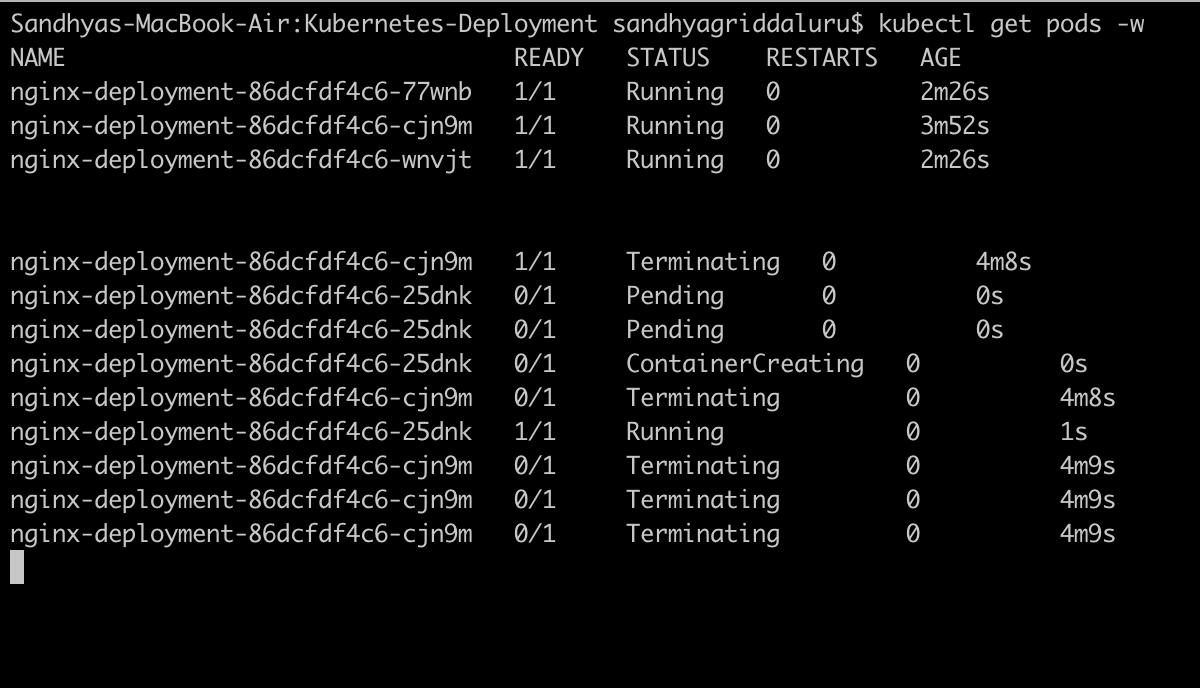 Sandhyas-MacBook-Air:Kubernetes-Deployment sandhyagriddaluru$ kubectl get pods -w
NAME READY STATUS RESTARTS AGE
nginx-deployment-86dcfdf4c6-77wnb 1/1 Running 0 2m26s
nginx-deployment-86dcfdf4c6-cjn9m 1/1 Running 0 3m52s
nginx-deployment-86dcfdf4c6-wnvjt 1/1 Running 0 2m26s
nginx-deployment-86dcfdf4c6-cjn9m 1/1 Terminating 0 4m8s
nginx-deployment-86dcfdf4c6-25dnk 0/1 Pending 0 0s
nginx-deployment-86dcfdf4c6-25dnk 0/1 Pending 0 0s
nginx-deployment-86dcfdf4c6-25dnk 0/1 ContainerCreating 0 0s
nginx-deployment-86dcfdf4c6-cjn9m 0/1 Terminating 0 4m8s
nginx-deployment-86dcfdf4c6-25dnk 1/1 Running 0 1s
nginx-deployment-86dcfdf4c6-cjn9m 0/1 Terminating 0 4m9s
nginx-deployment-86dcfdf4c6-cjn9m 0/1 Terminating 0 4m9s
nginx-deployment-86dcfdf4c6-cjn9m 0/1 Terminating 0 4m9s